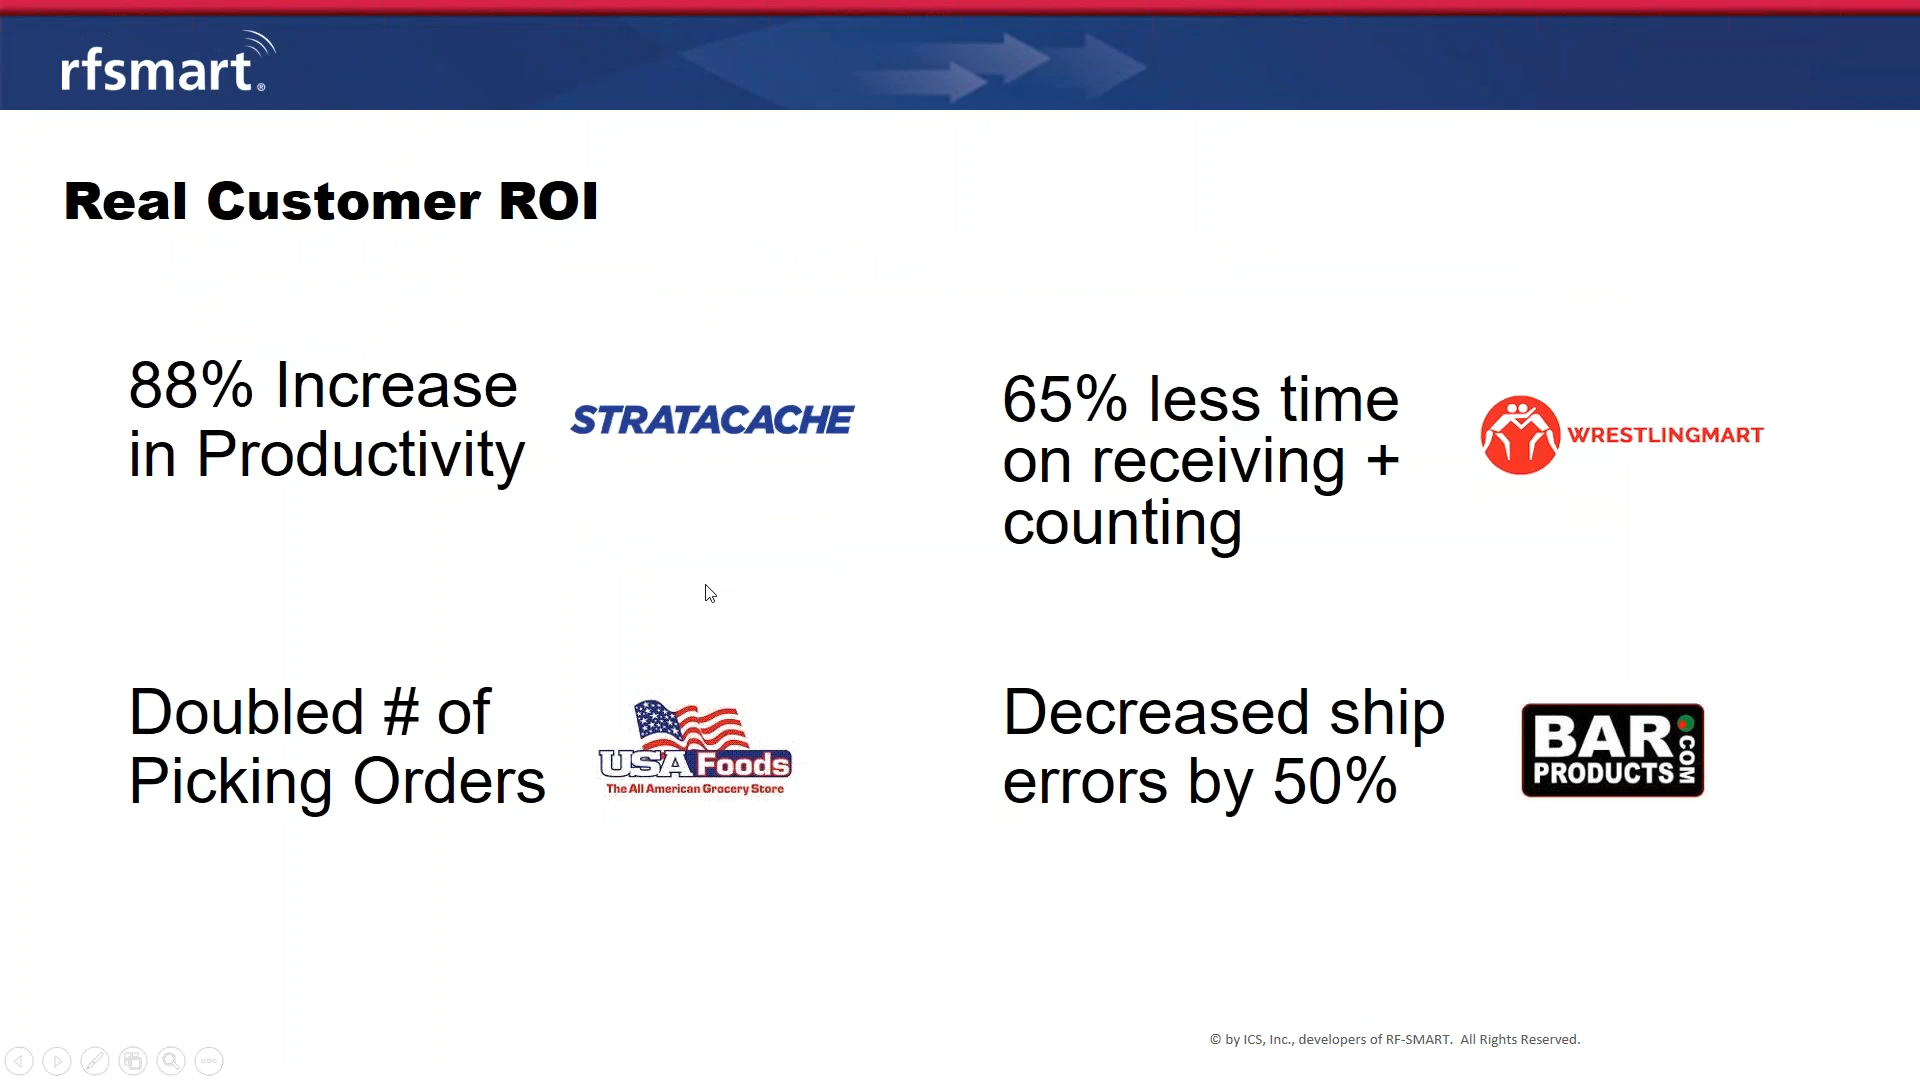 rfsmart®
Real Customer ROI
88% Increase
in Productivity
STRATACACHE
65% less time
on receiving +
counting
WRESTLINGMART
Doubled # of
Picking Orders
USA Foods
The All American Grocery Store
Decreased ship
errors by 50%
BAR
PRODUCTS
.COM
© by ICS, Inc., developers of RF-SMART.  All Rights Reserved.